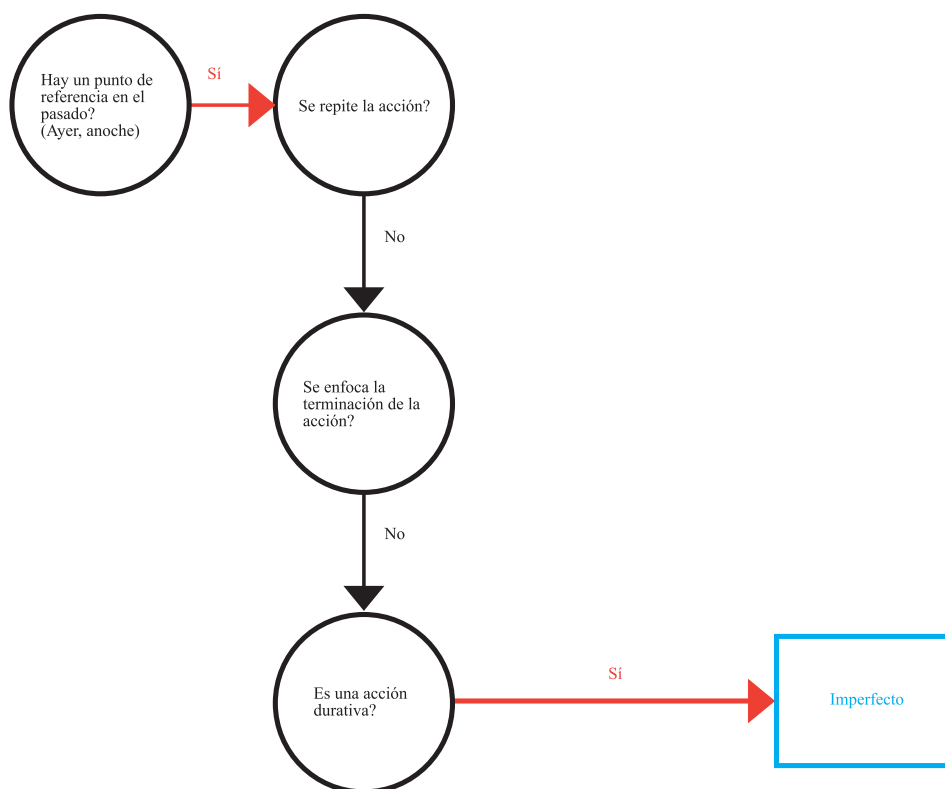 Hay un punto de
referencia en el
pasado?
(Ayer, anoche)
Sí
Se repite la acción?
No
Se enfoca la
terminación de la
acción?
No
Es una acción
durativa?
Sí
Imperfecto